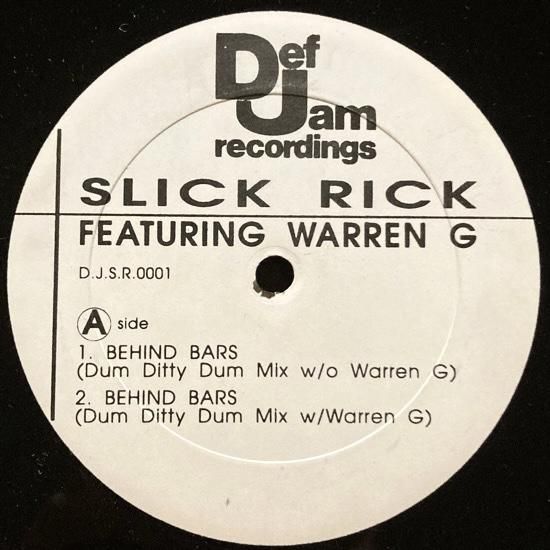 Def
Jam
recordings
SLICK RICK
FEATURING WARREN G
D.J.S.R.0001
A side
1. BEHIND BARS
(Dum Ditty Dum Mix w/o Warren G)
2. BEHIND BARS
(Dum Ditty Dum Mix w/Warren G)